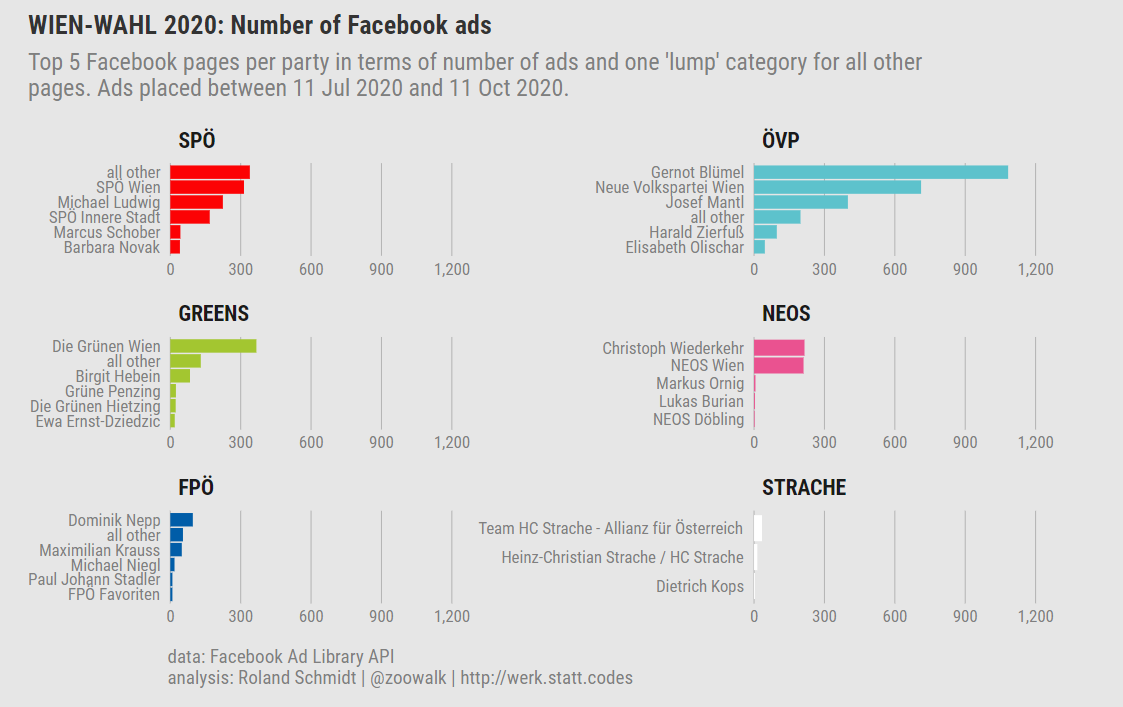 WIEN-WAHL 2020: Number of Facebook ads
Top 5 Facebook pages per party in terms of number of ads and one 'lump' category for all other
pages. Ads placed between 11 Jul 2020 and 11 Oct 2020.
SPÖ
all other
SPÖ Wien
Michael Ludwig
SPÖ Innere Stadt
Marcus Schober
Barbara Novak
0 300 600 900 1,200
ÖVP
Gernot Blümel
Neue Volkspartei Wien
Josef Mantl
all other
Harald Zierfuß
Elisabeth Olischar
0 300 600 900 1,200
GREENS
Die Grünen Wien
all other
Birgit Hebein
Grüne Penzing
Die Grünen Hietzing
Ewa Ernst-Dziedzic
0 300 600 900 1,200
NEOS
Christoph Wiederkehr
NEOS Wien
Markus Ornig
Lukas Burian
NEOS Döbling
0 300 600 900 1,200
FPÖ
Dominik Nepp
all other
Maximilian Krauss
Michael Niegl
Paul Johann Stadler
FPÖ Favoriten
0 300 600 900 1,200
STRACHE
Team HC Strache - Allianz für Österreich
Heinz-Christian Strache / HC Strache
Dietrich Kops
0 300 600 900 1,200
data: Facebook Ad Library API
analysis: Roland Schmidt | @zoowalk | http://werk.statt.codes